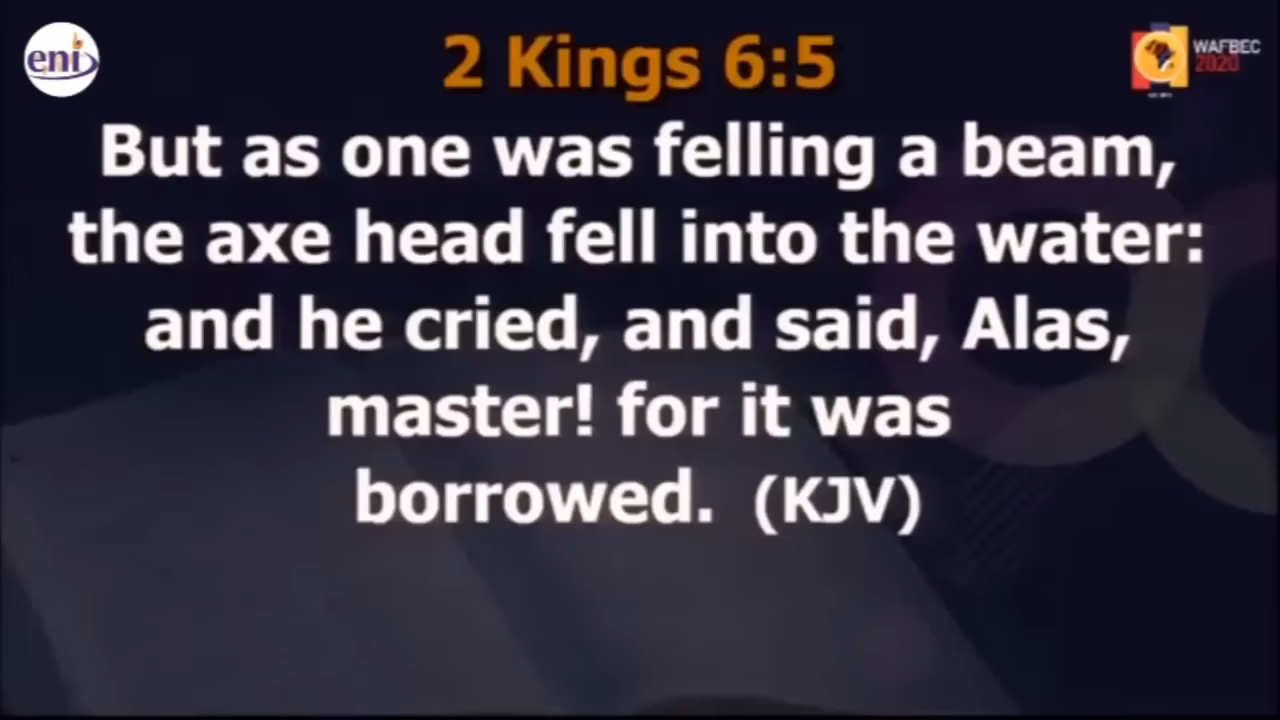 eni
WAFBEC
2020
2 Kings 6:5
But as one was felling a beam,
the axe head fell into the water:
and he cried, and said, Alas,
master! for it was
borrowed. (KJV)